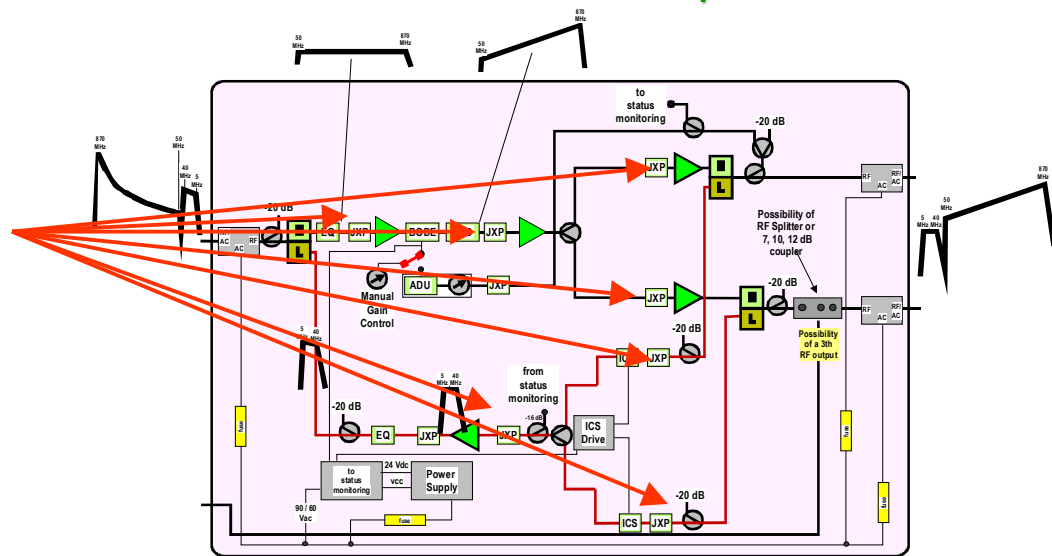 50
MHz
870
MHz
50
MHz
870
MHz
870
MHz
50
MHz
40
MHz
5
MHz
to
status
monitoring
-20 dB
-20 dB
AC
RF
EQ
JXP
BODE
JXP
JXP
RF
AC
RF/
AC
870
MHz
50
MHz
5
MHz
40
MHz
Possibility of
RF Splitter or
7, 10, 12 dB
coupler
ADU
JXP
Manual
Gain
Control
JXP
-20 dB
RF
AC
RF/
AC
Possibility
of a 3th
RF output
5
MHz
40
MHz
-20 dB
JXP
from
status
monitoring
5
MHz
40
MHz
-20 dB
-16 dB
EQ
JXP
JXP
ICS
Drive
fuse
fuse
to
status
monitoring
24 Vdc
vcc
Power
Supply
-20 dB
90 / 60
Vac
fuse
ICS
JXP
fuse